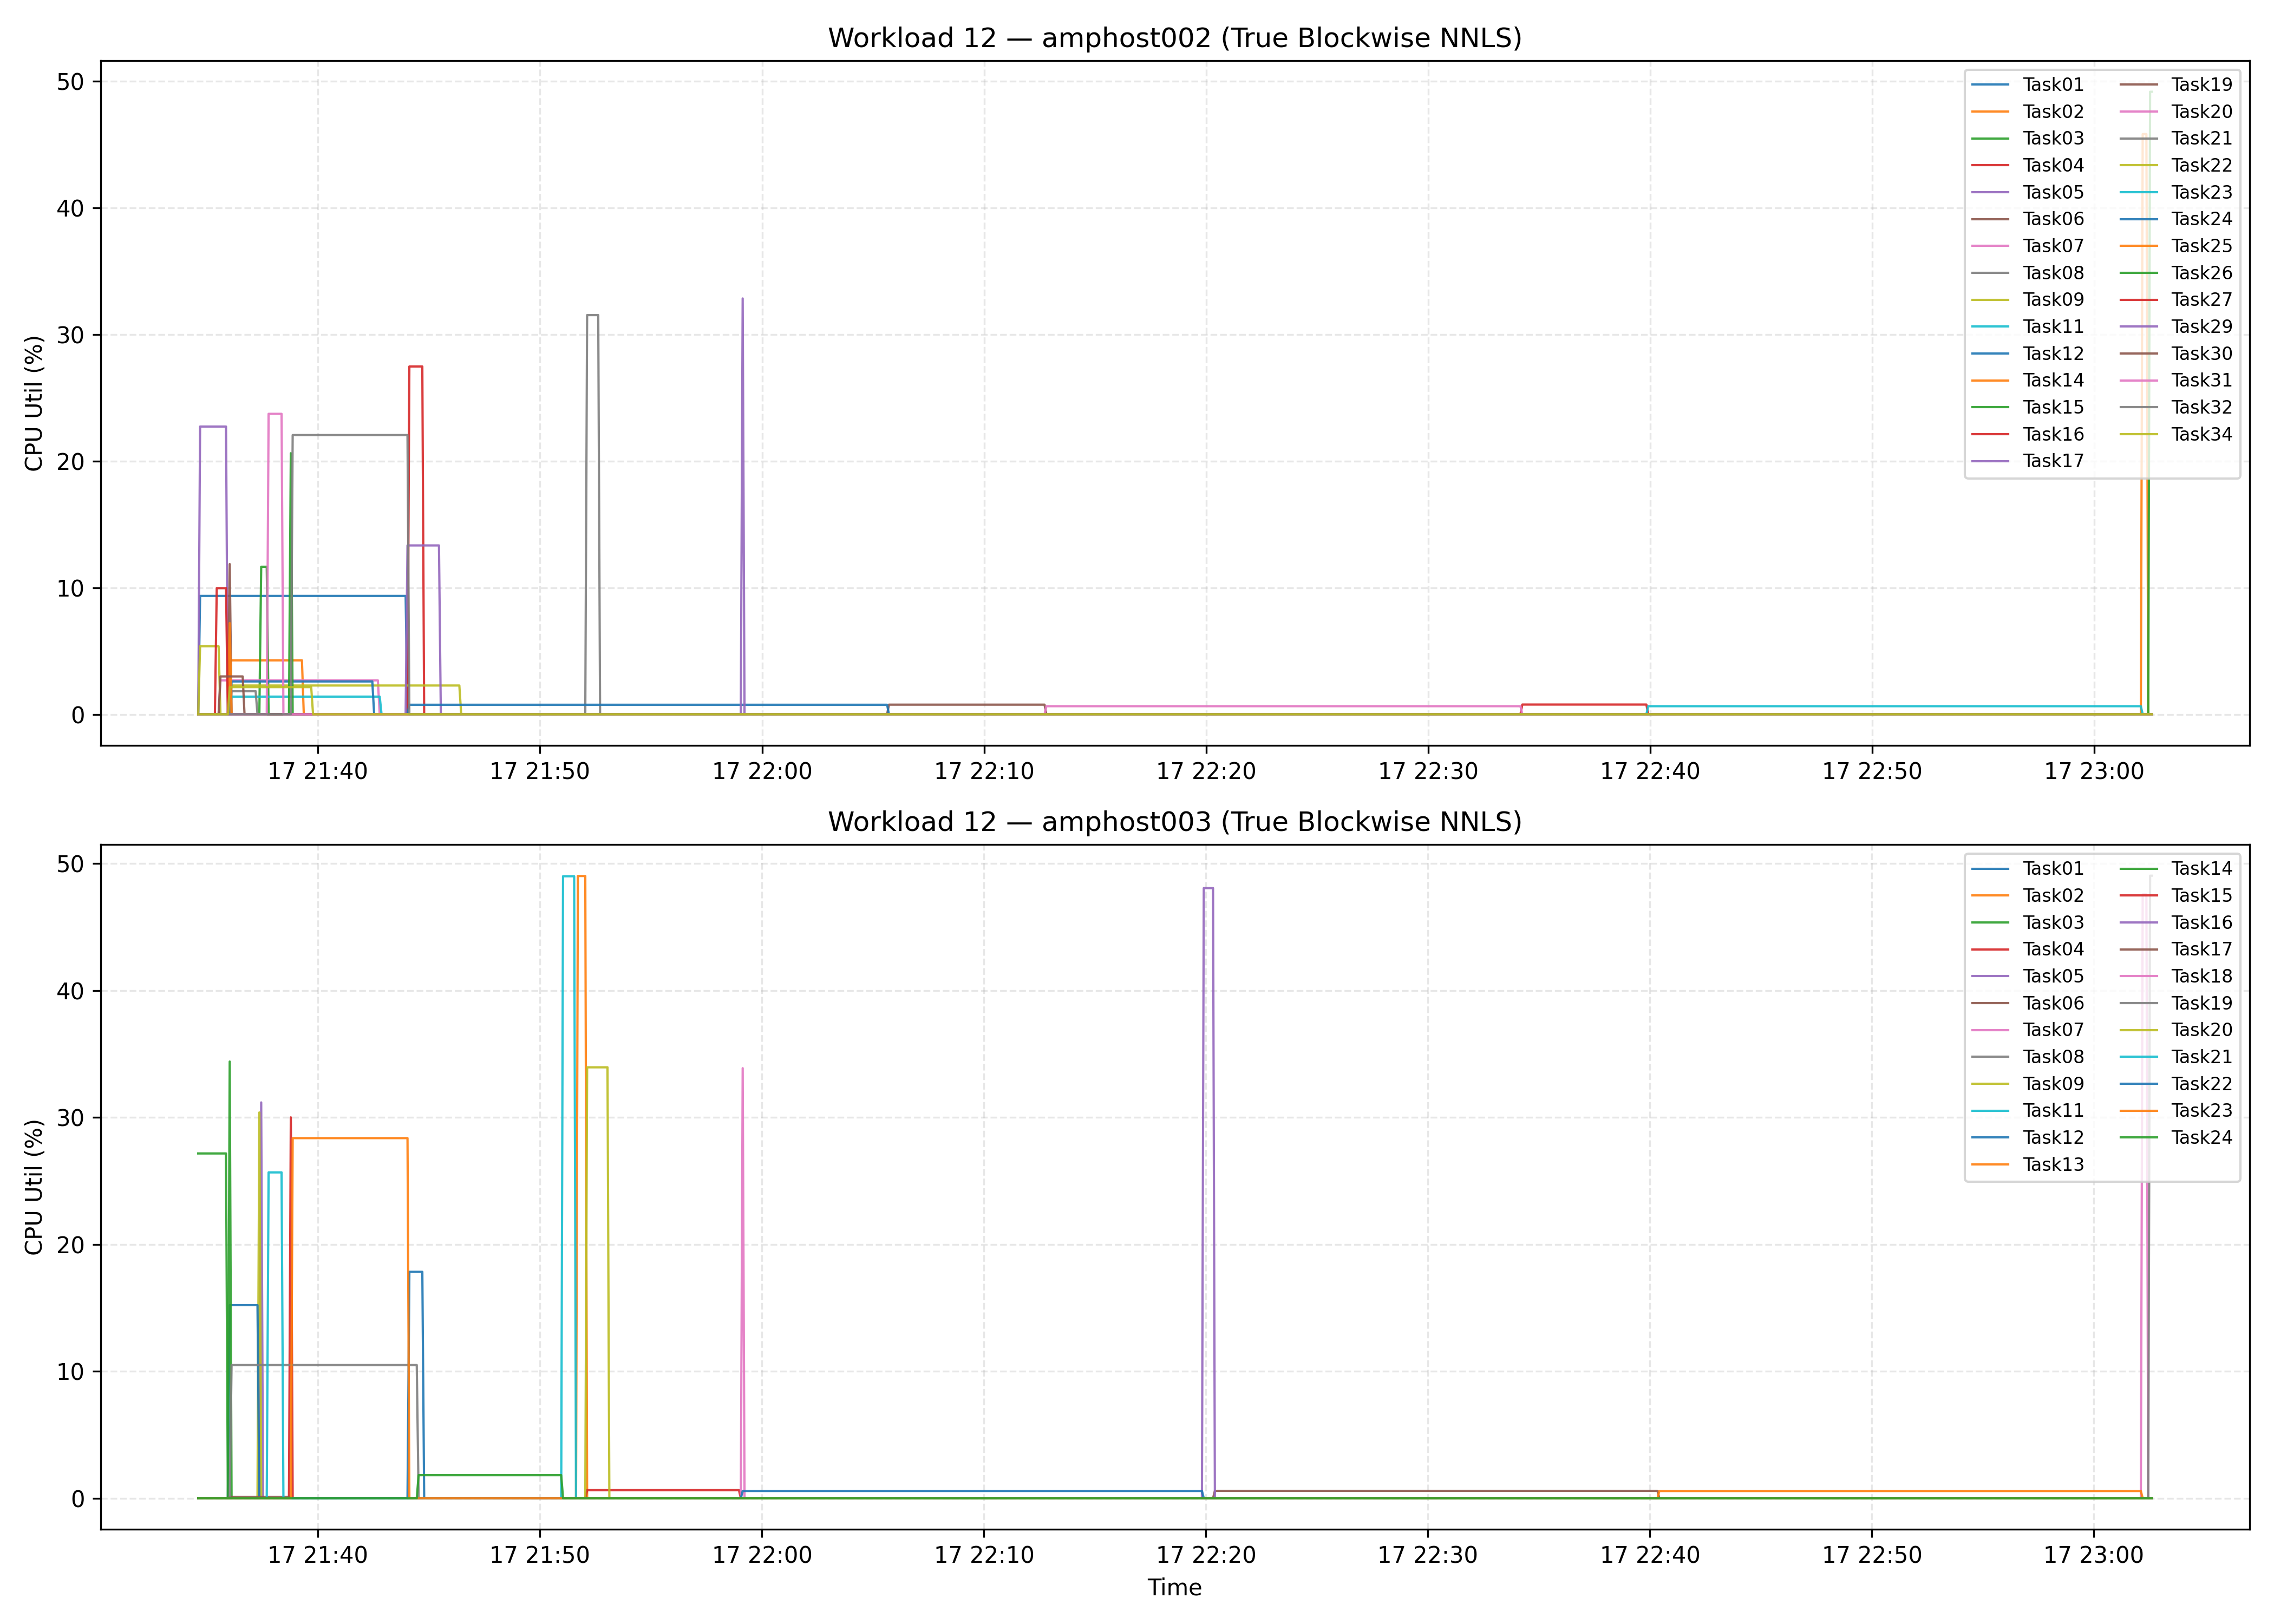 Workload 12 — amphost002 (True Blockwise NNLS)
CPU Util (%)
50
40
30
20
10
0
17 21:40
17 21:50
17 22:00
17 22:10
17 22:20
17 22:30
17 22:40
17 22:50
17 23:00
Task01
Task02
Task03
Task04
Task05
Task06
Task07
Task08
Task09
Task11
Task12
Task14
Task15
Task16
Task17
Task19
Task20
Task21
Task22
Task23
Task24
Task25
Task26
Task27
Task29
Task30
Task31
Task32
Task34
Workload 12 — amphost003 (True Blockwise NNLS)
CPU Util (%)
50
40
30
20
10
0
17 21:40
17 21:50
17 22:00
17 22:10
17 22:20
17 22:30
17 22:40
17 22:50
17 23:00
Time
Task01
Task02
Task03
Task04
Task05
Task06
Task07
Task08
Task09
Task11
Task12
Task13
Task14
Task15
Task16
Task17
Task18
Task19
Task20
Task21
Task22
Task23
Task24